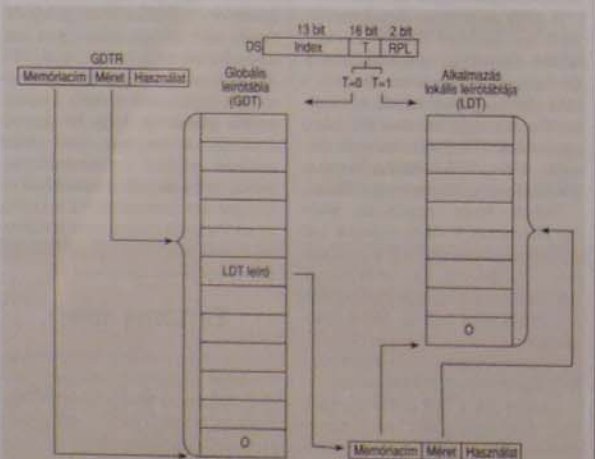 13 bit 16 bit 2 bit
DS Index T RPL
GDTR
Memóriacím Méret Használat
T=0 T=1
Globális
leírótábla
(GDT)
Alkalmazás
lokális leírótáblája
(LDT)
LDT leíró
0
0
Memóriacím Méret Használat